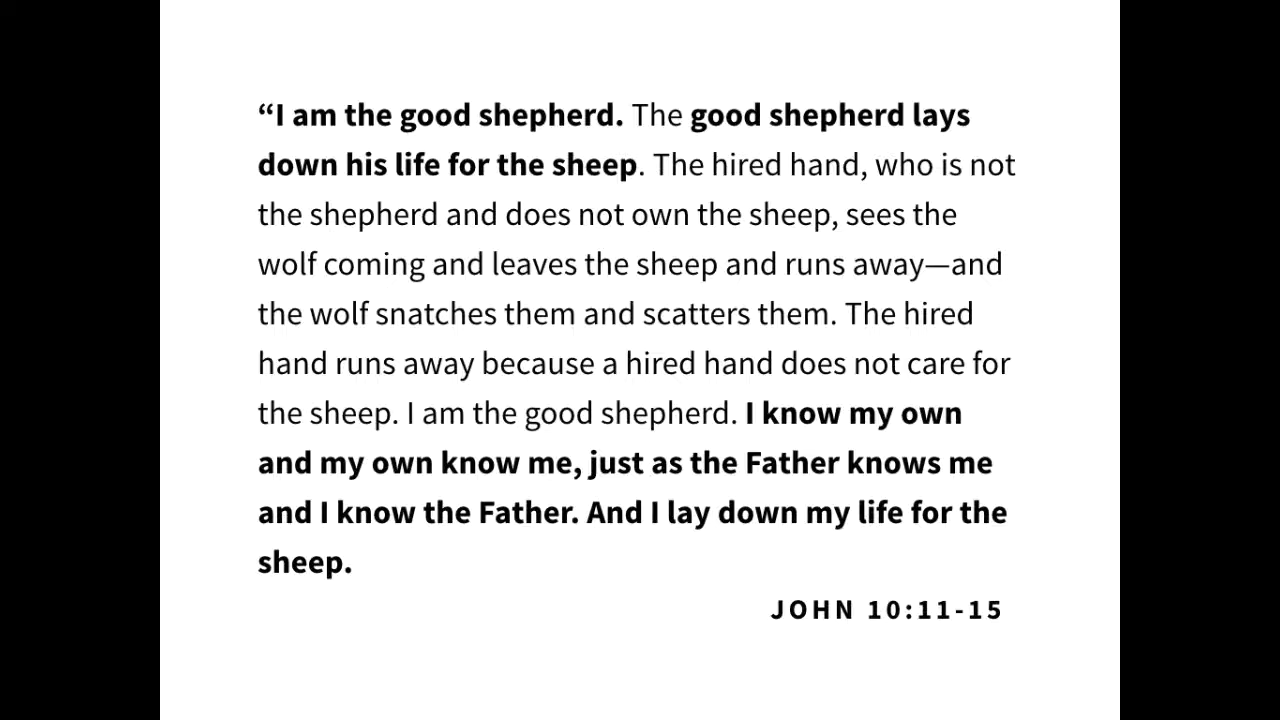 “I am the good shepherd. The good shepherd lays
down his life for the sheep. The hired hand, who is not
the shepherd and does not own the sheep, sees the
wolf coming and leaves the sheep and runs away—and
the wolf snatches them and scatters them. The hired
hand runs away because a hired hand does not care for
the sheep. I am the good shepherd. I know my own
and my own know me, just as the Father knows me
and I know the Father. And I lay down my life for the
sheep.
JOHN 10:11-15